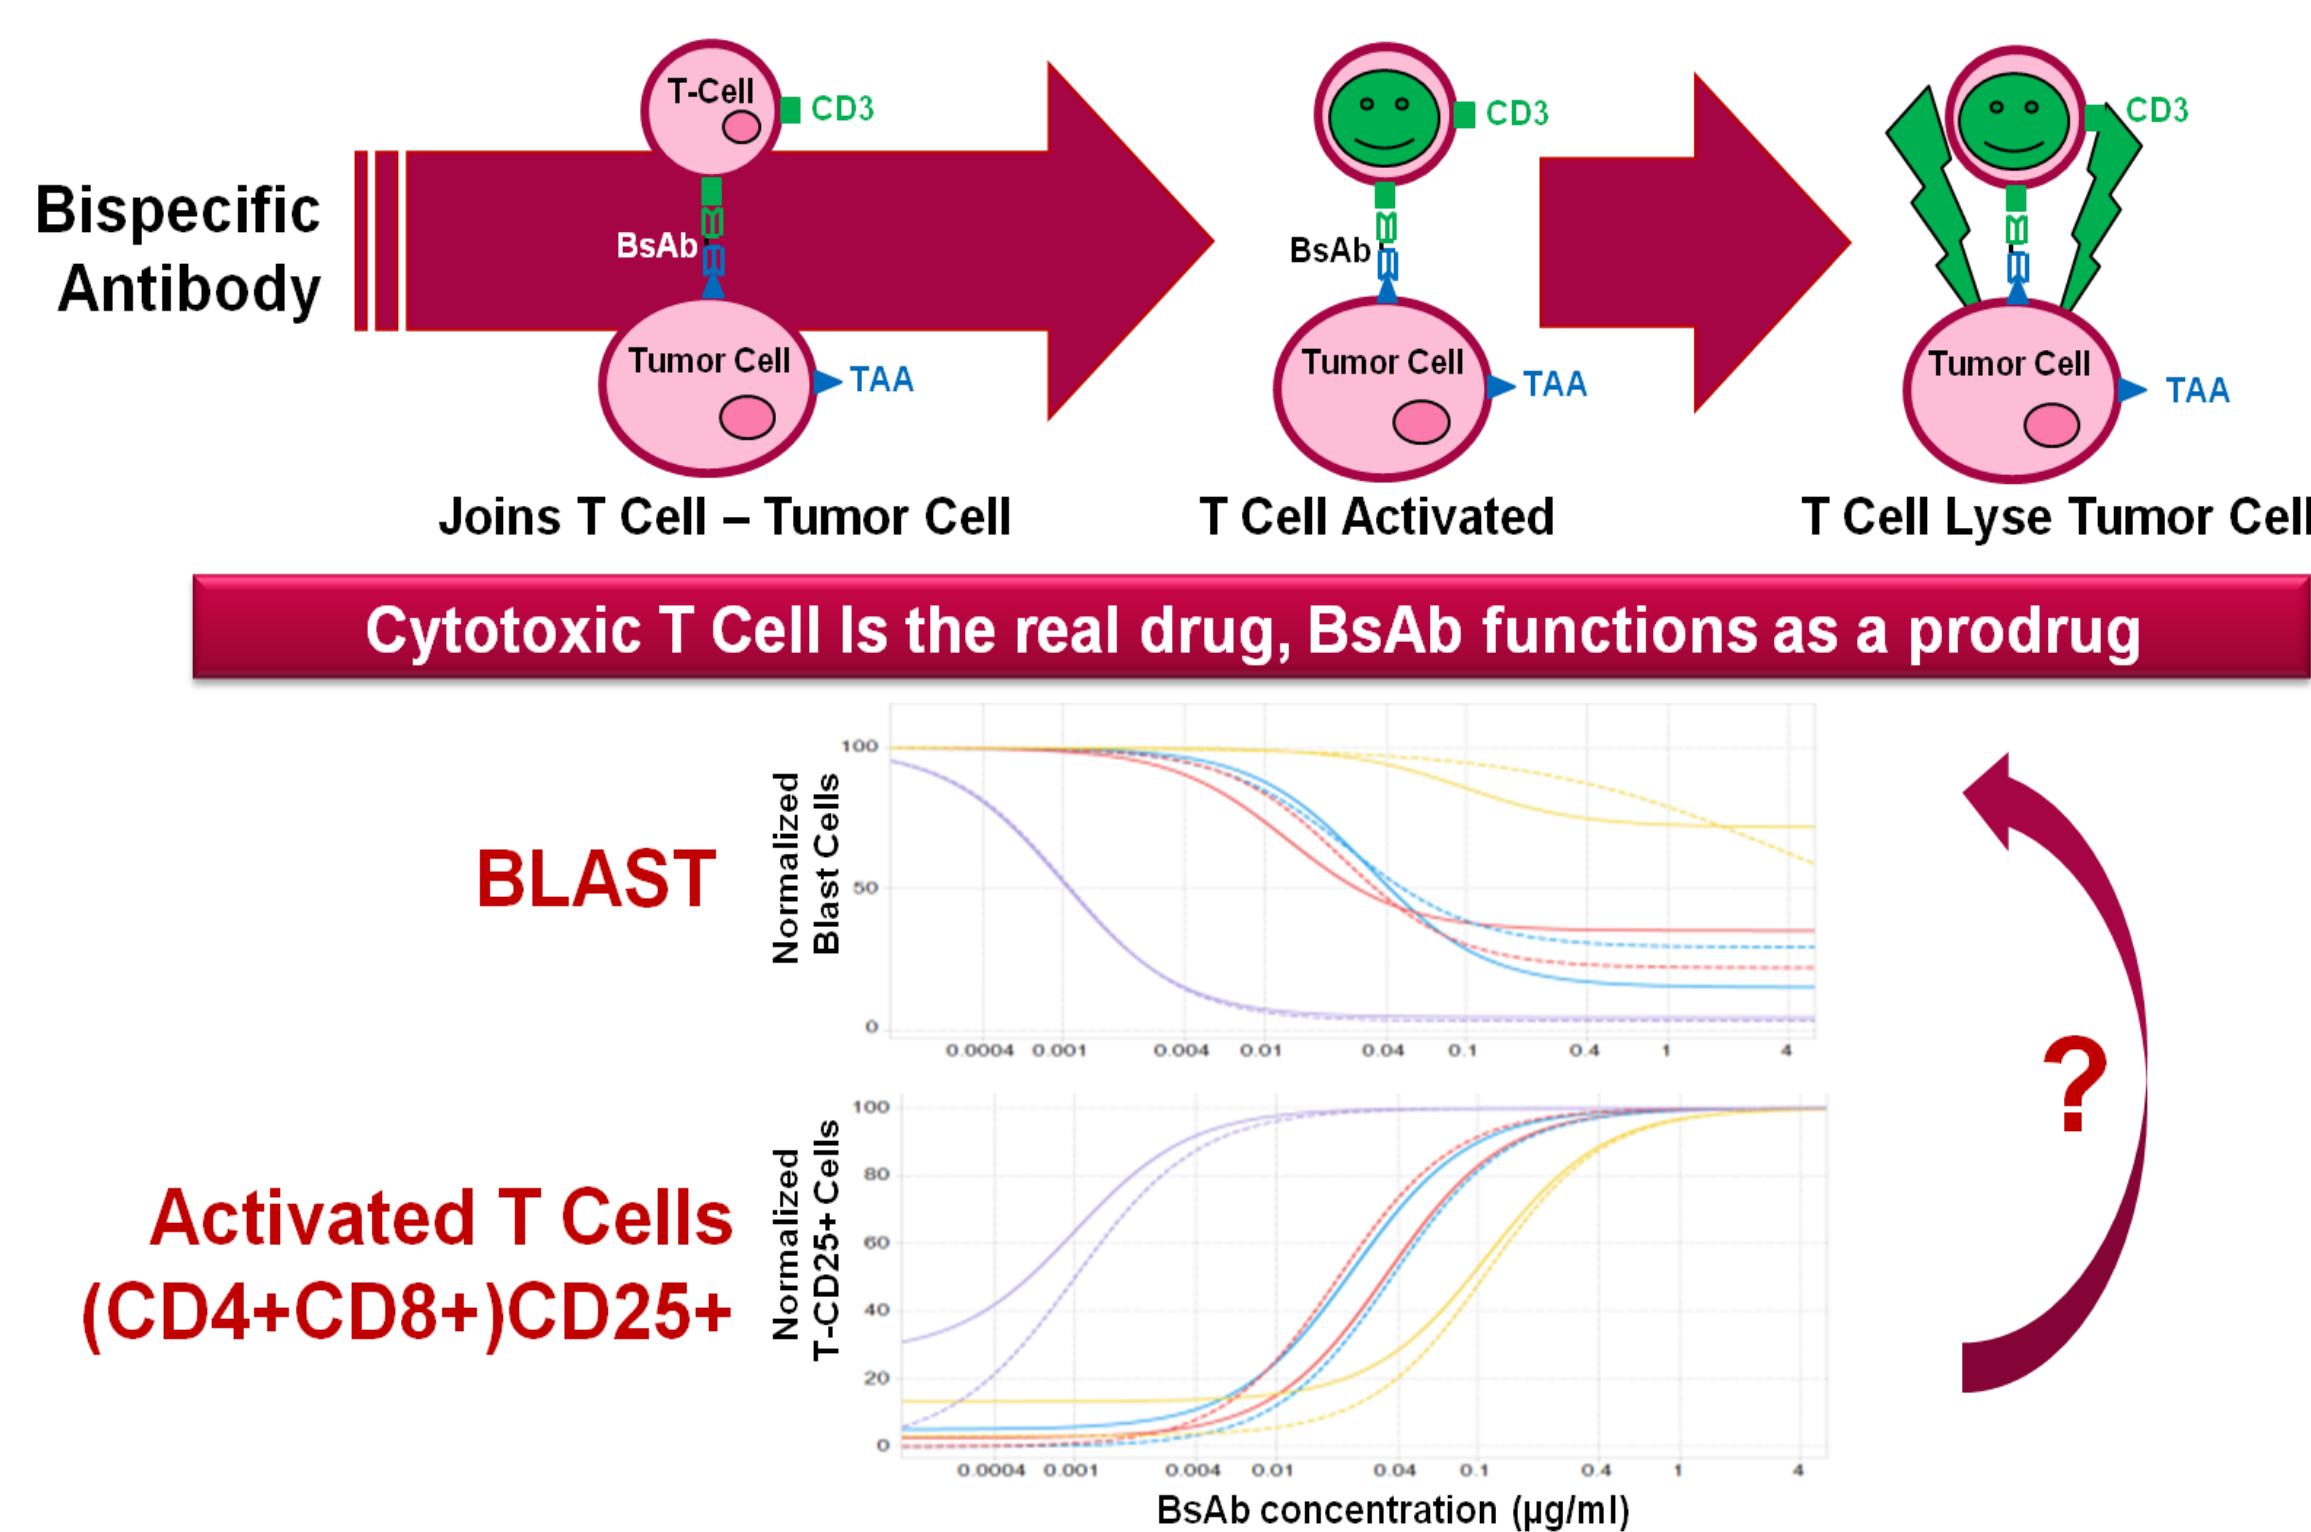 T-Cell
CD3
Bispecific
Antibody
BsAb
Tumor Cell
TAA
Joins T Cell – Tumor Cell
CD3
BsAb
Tumor Cell
TAA
T Cell Activated
CD3
Tumor Cell
TAA
T Cell Lyse Tumor Cell
Cytotoxic T Cell Is the real drug, BsAb functions as a prodrug
BLAST
Normalized
Blast Cells
100
50
0
0.0004 0.001 0.004 0.01 0.04 0.1 0.4 1 4
?
Activated T Cells
(CD4+CD8+)CD25+
Normalized
T-CD25+ Cells
100
80
60
40
20
0
0.0004 0.001 0.004 0.01 0.04 0.1 0.4 1 4
BsAb concentration (µg/ml)